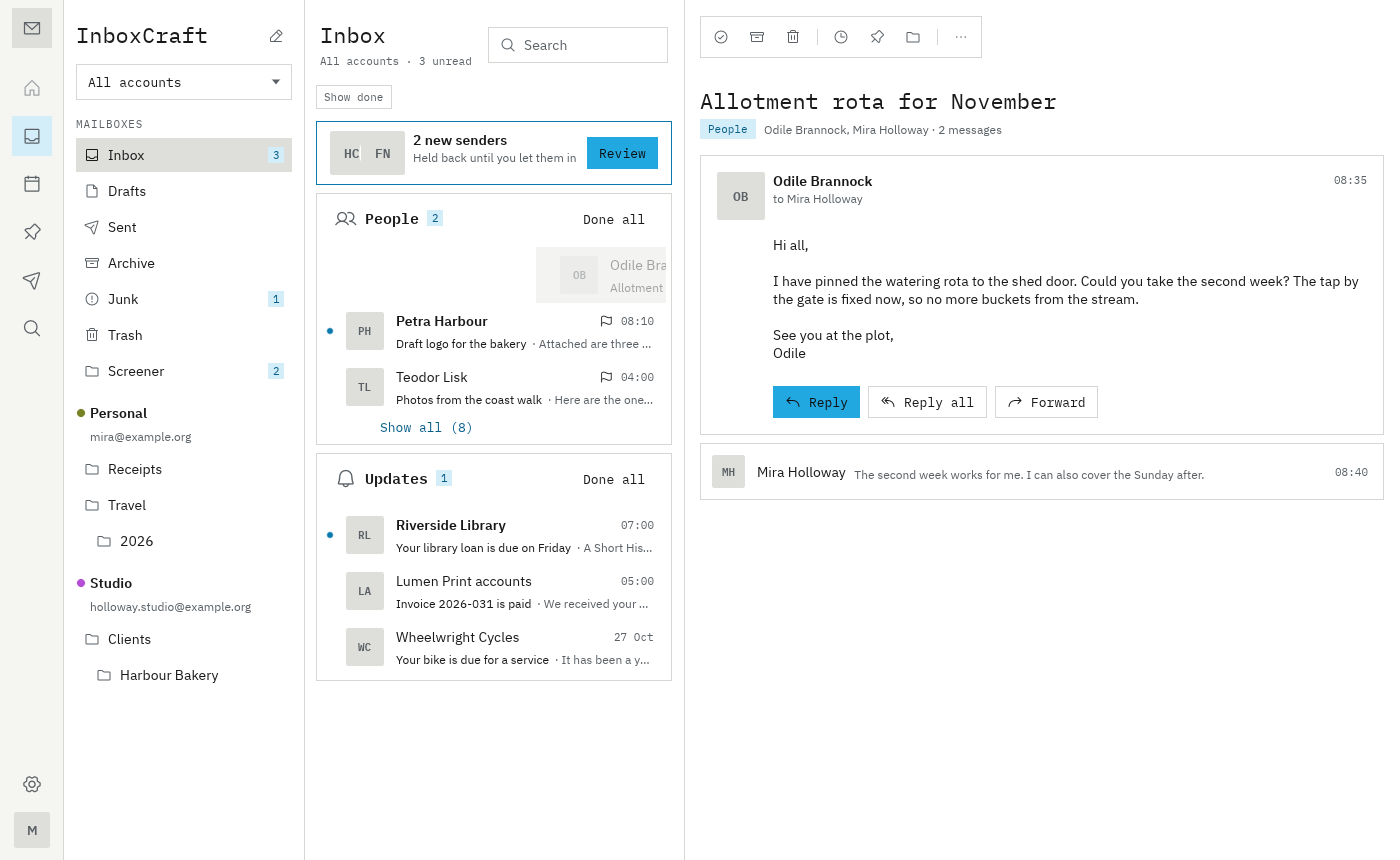 InboxCraft
All accounts
MAILBOXES
Inbox 3
Drafts
Sent
Archive
Junk 1
Trash
Screener 2
Personal
mira@example.org
Receipts
Travel
2026
Studio
holloway.studio@example.org
Clients
Harbour Bakery
M
Inbox
All accounts · 3 unread
Search
Show done
HC FN
2 new senders
Held back until you let them in
Review
People 2
Done all
OB
Odile Bra
Allotment
PH
Petra Harbour 08:10
Draft logo for the bakery · Attached are three ...
TL
Teodor Lisk 04:00
Photos from the coast walk · Here are the one...
Show all (8)
Updates 1
Done all
RL
Riverside Library 07:00
Your library loan is due on Friday · A Short His...
LA
Lumen Print accounts 05:00
Invoice 2026-031 is paid · We received your ...
WC
Wheelwright Cycles 27 Oct
Your bike is due for a service · It has been a y...
Allotment rota for November
People Odile Brannock, Mira Holloway · 2 messages
OB
Odile Brannock 08:35
to Mira Holloway
Hi all,
I have pinned the watering rota to the shed door. Could you take the second week? The tap by
the gate is fixed now, so no more buckets from the stream.
See you at the plot,
Odile
Reply
Reply all
Forward
MH
Mira Holloway The second week works for me. I can also cover the Sunday after. 08:40